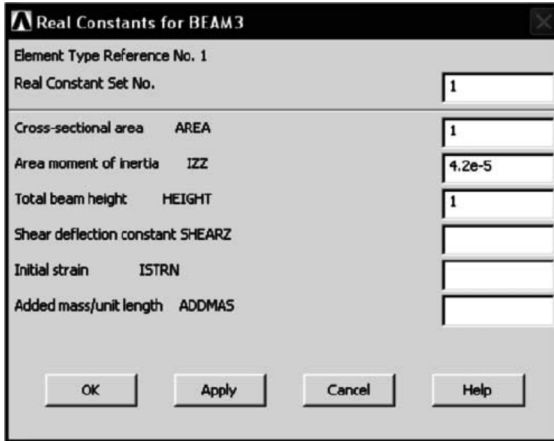 Real Constants for BEAM3
Element Type Reference No. 1
Real Constant Set No. 1
Cross-sectional area AREA 1
Area moment of inertia IZZ 4.2e-5
Total beam height HEIGHT 1
Shear deflection constant SHEARZ
Initial strain ISTRN
Added mass/unit length ADDMAS
OK Apply Cancel Help